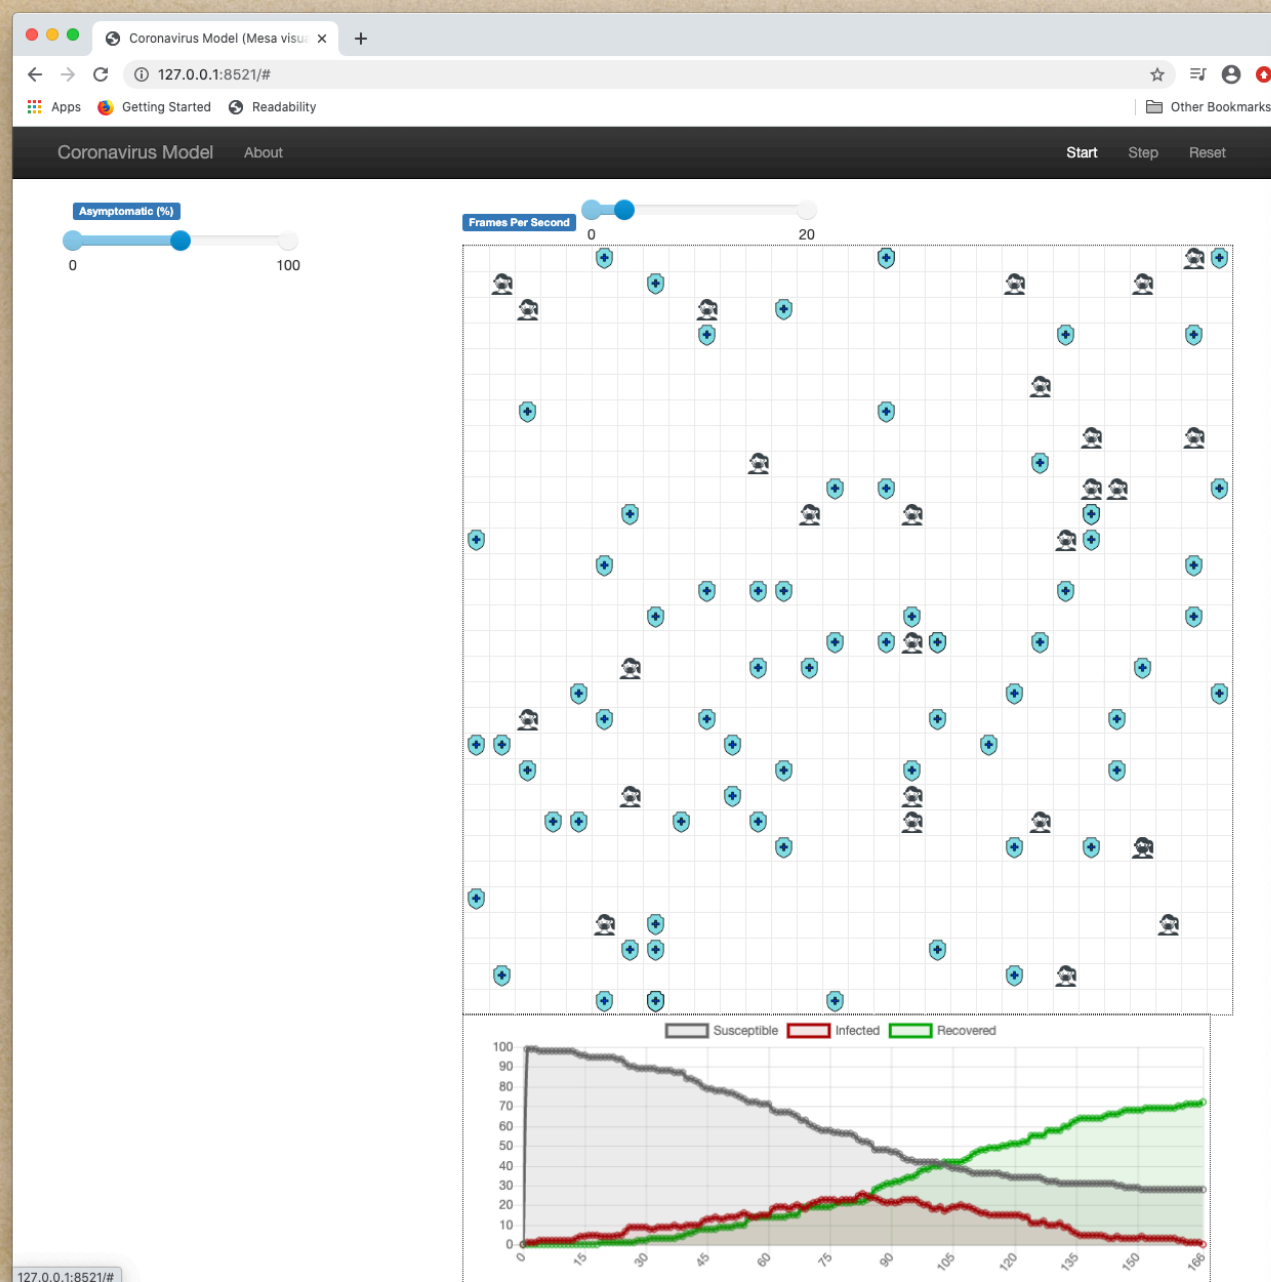 Coronavirus Model (Mesa visua
127.0.0.1:8521/#
Apps Getting Started Readability Other Bookmarks
Coronavirus Model About Start Step Reset
Asymptomatic (%)
0 100
Frames Per Second
0 20
Susceptible Infected Recovered
100
90
80
70
60
50
40
30
20
10
0
0 15 30 45 60 75 90 105 120 135 150 166
127.0.0.1:8521/#